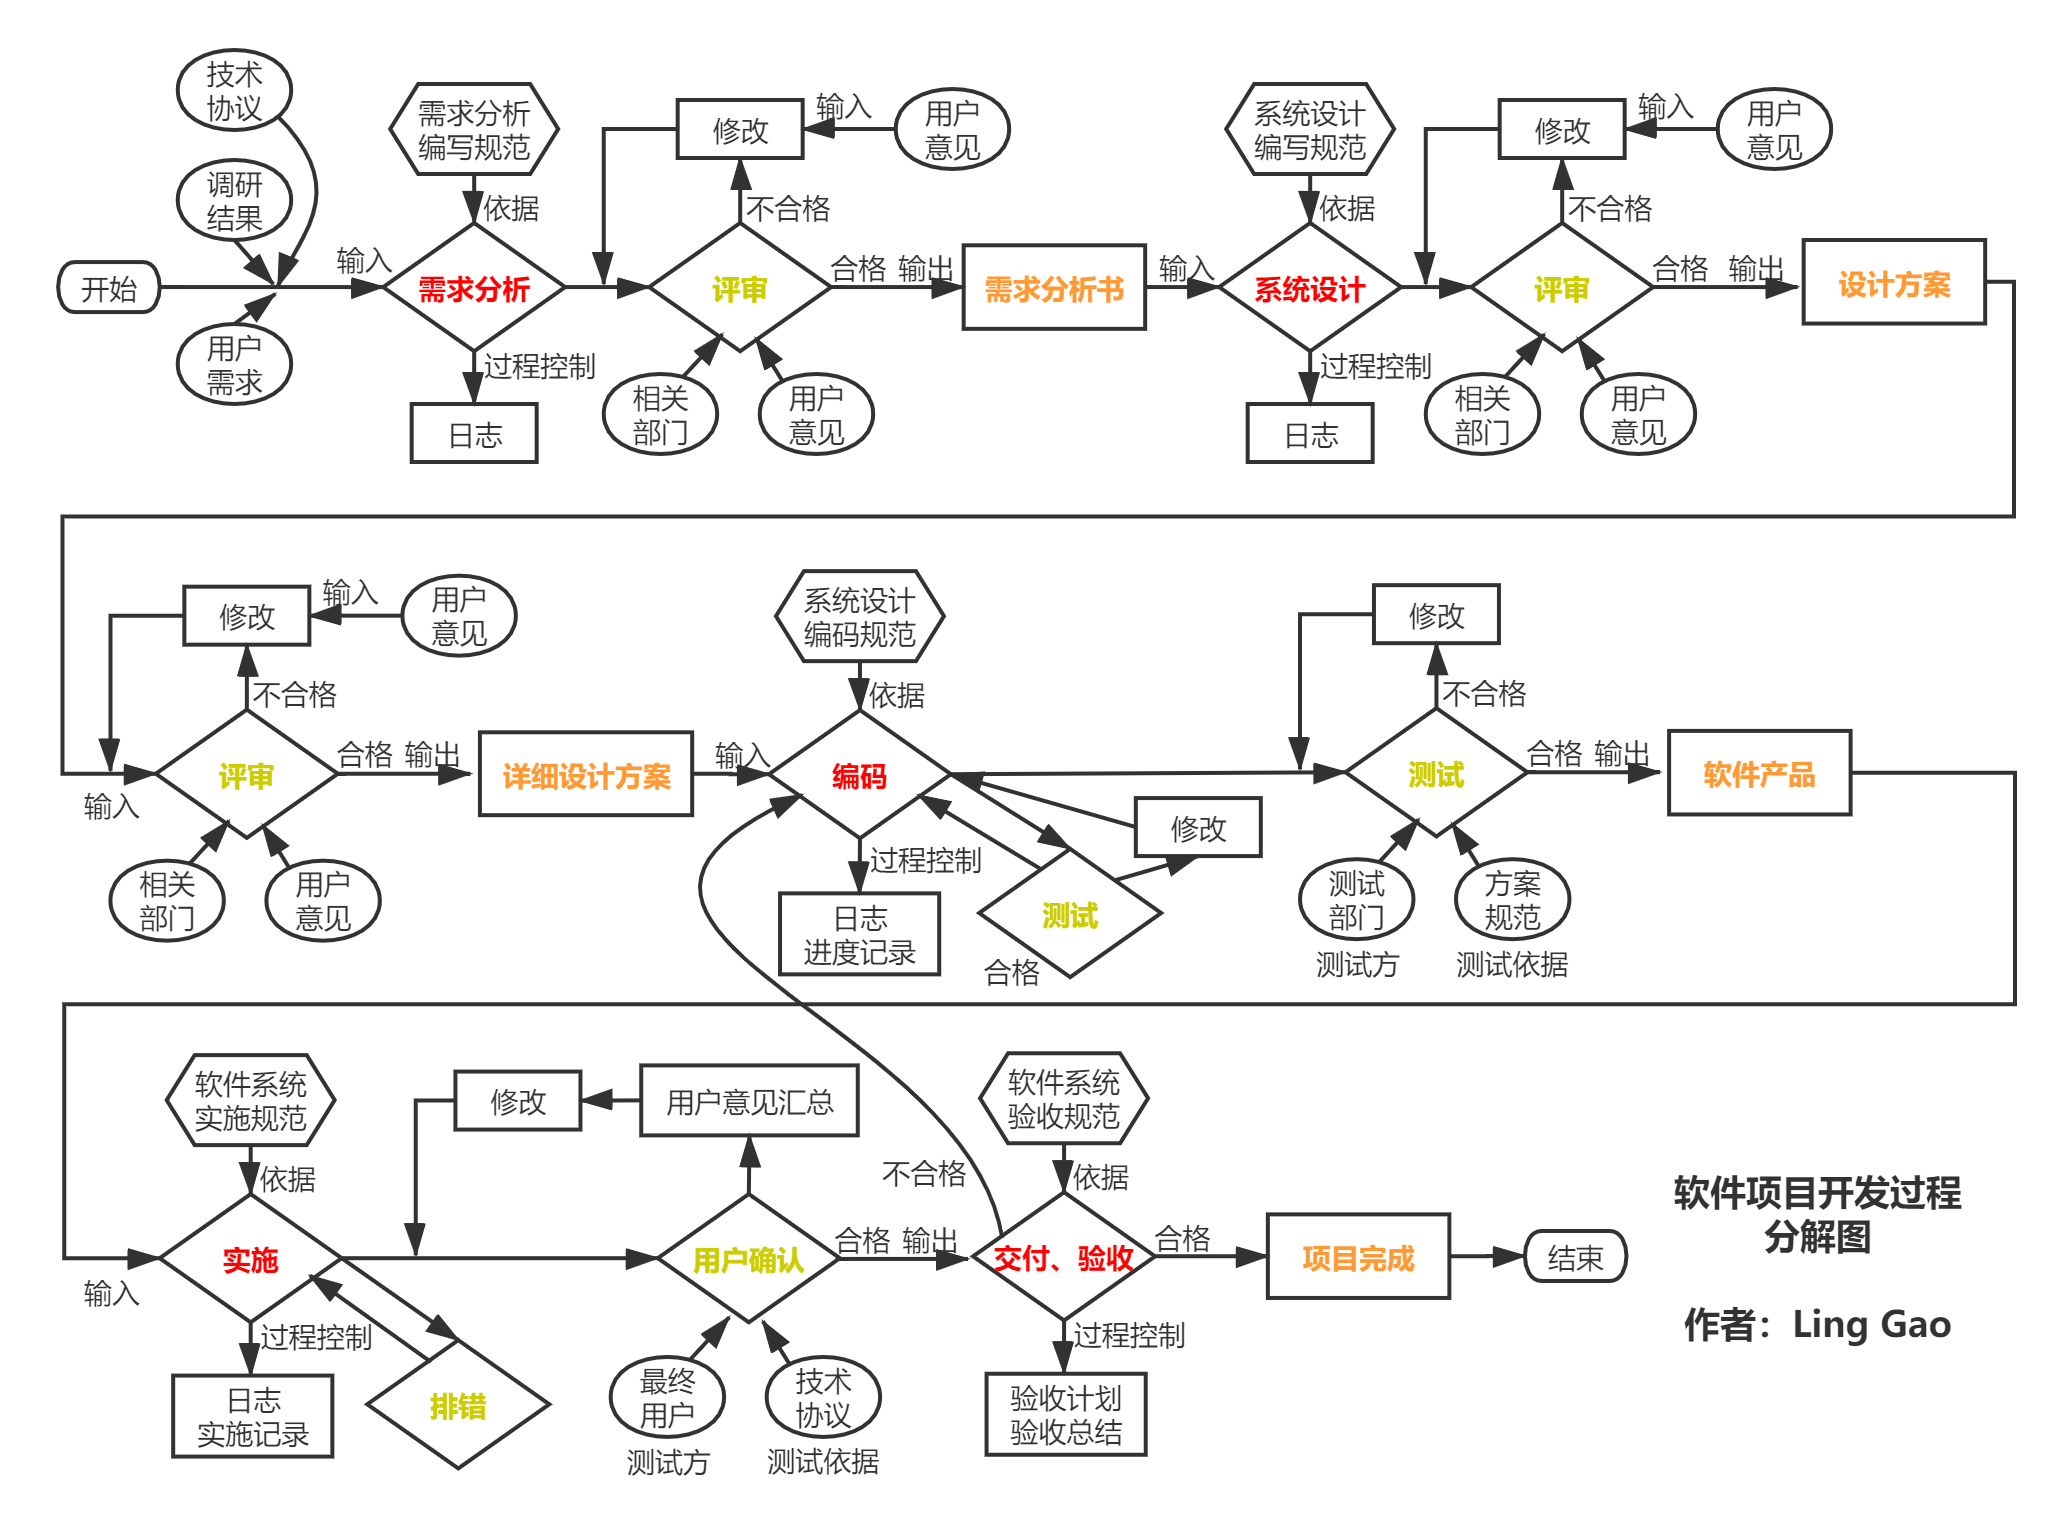 技术
协议
调研
结果
开始
用户
需求
输入
需求分析
编写规范
依据
需求分析
过程控制
日志
修改
输入
用户
意见
不合格
评审
合格 输出
相关
部门
用户
意见
需求分析书
输入
系统设计
编写规范
依据
系统设计
过程控制
日志
修改
输入
用户
意见
不合格
评审
合格 输出
相关
部门
用户
意见
设计方案
修改
输入
用户
意见
不合格
评审
输入
合格 输出
相关
部门
用户
意见
详细设计方案
输入
系统设计
编码规范
依据
编码
过程控制
日志
进度记录
修改
测试
合格
修改
不合格
测试
合格 输出
测试
部门
测试方
方案
规范
测试依据
软件产品
软件系统
实施规范
依据
实施
输入
过程控制
日志
实施记录
排错
修改
用户意见汇总
用户确认
合格 输出
最终
用户
测试方
技术
协议
测试依据
不合格
软件系统
验收规范
依据
交付、验收
合格
过程控制
验收计划
验收总结
项目完成
结束
软件项目开发过程
分解图
作者：Ling Gao